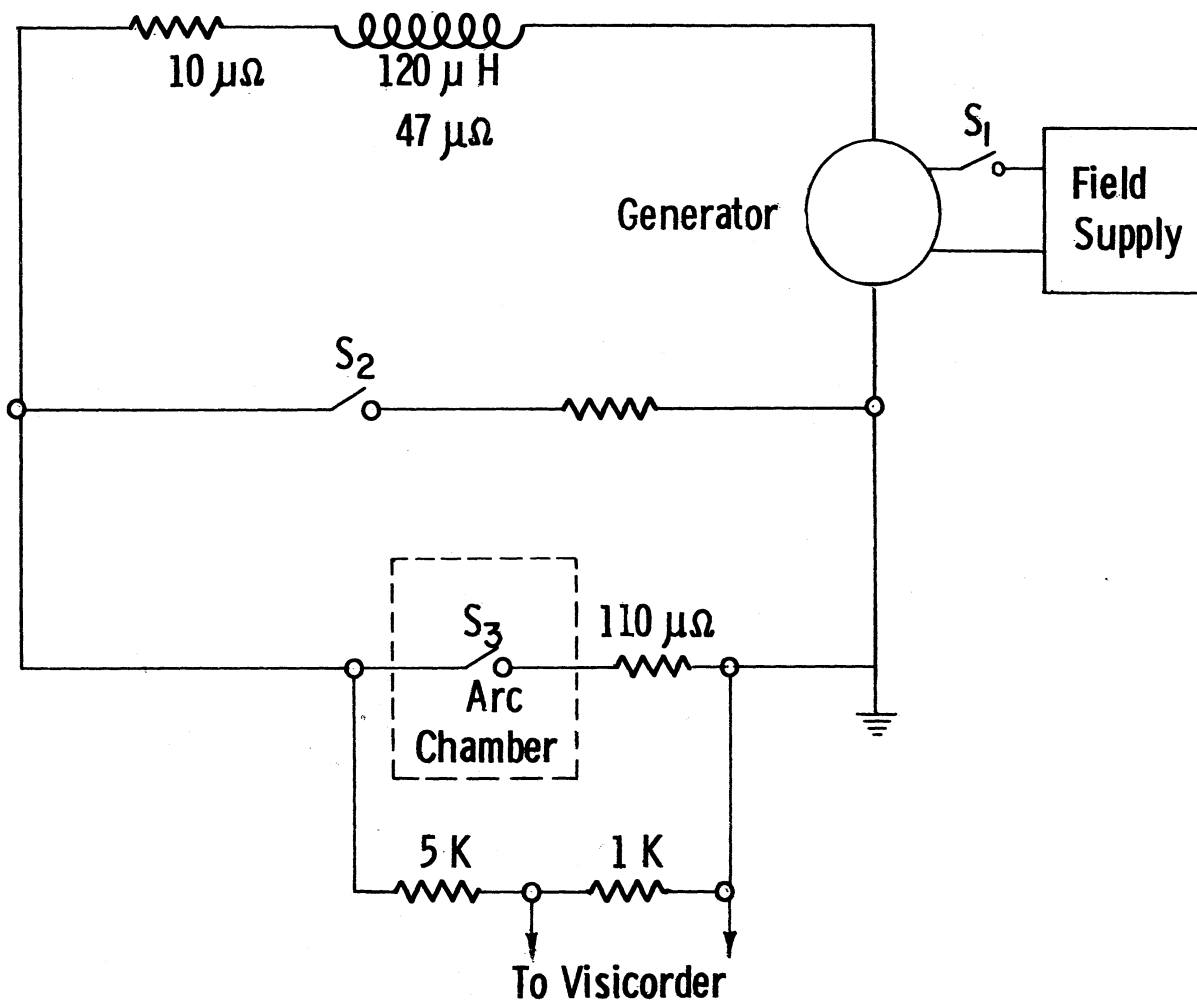 10 μΩ
120 μ H
47 μΩ
S1
Field
Supply
Generator
S2
S3
110 μΩ
Arc
Chamber
5 K
1 K
To Visicorder